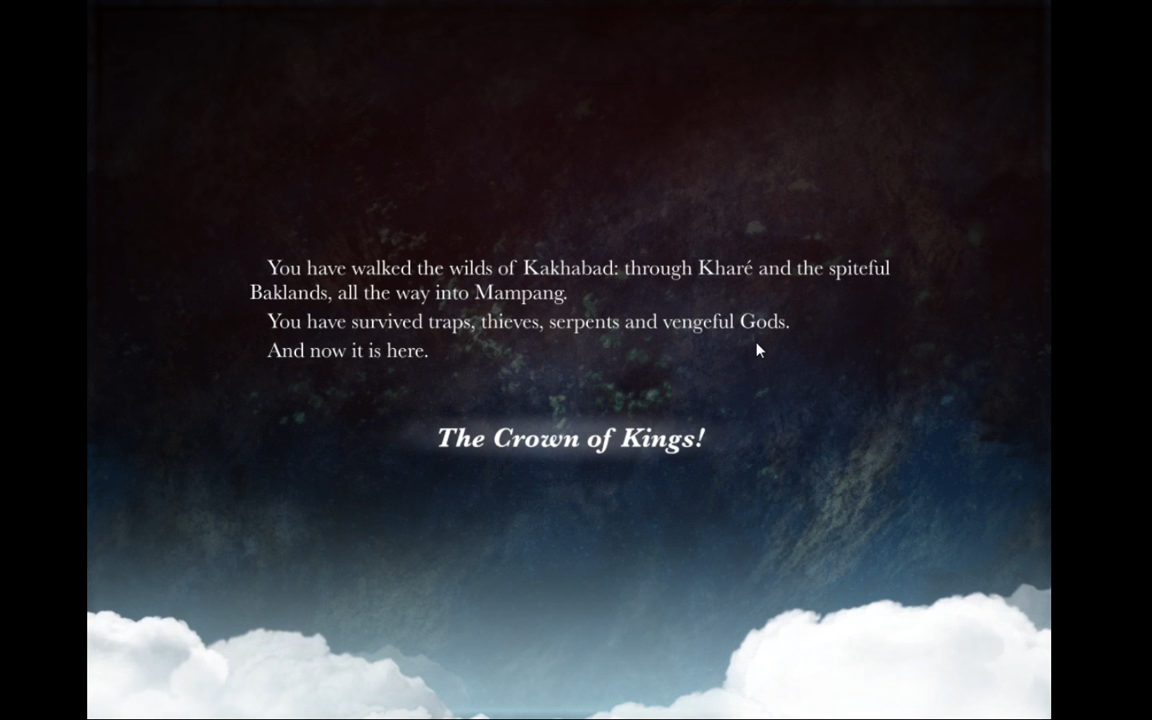 You have walked the wilds of Kakhabad: through Kharé and the spiteful
Baklands, all the way into Mampang.
You have survived traps, thieves, serpents and vengeful Gods.
And now it is here.
The Crown of Kings!